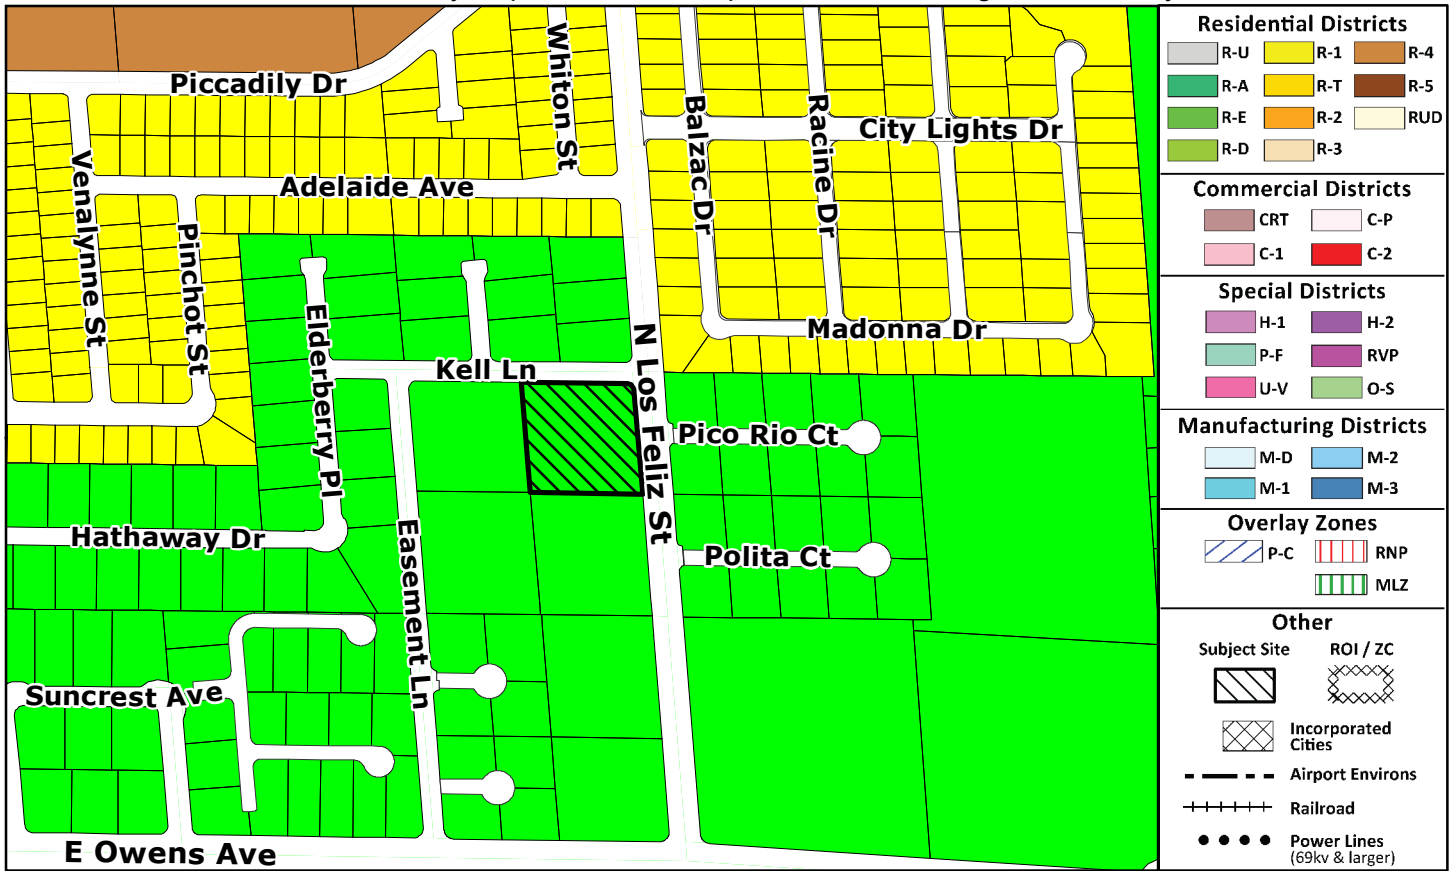 Piccadily Dr
Whiton St
Balzac Dr
Racine Dr
City Lights Dr
Venalynne St
Adelaide Ave
Pinchot St
Elderberry Pl
Madonna Dr
Kell Ln
N Los Feliz St
Pico Rio Ct
Hathaway Dr
Easement Ln
Polita Ct
Suncrest Ave
E Owens Ave
Residential Districts
R-U
R-1
R-4
R-A
R-T
R-5
R-E
R-2
RUD
R-D
R-3
Commercial Districts
CRT
C-P
C-1
C-2
Special Districts
H-1
H-2
P-F
RVP
U-V
O-S
Manufacturing Districts
M-D
M-2
M-1
M-3
Overlay Zones
P-C
RNP
MLZ
Other
Subject Site
ROI / ZC
Incorporated
Cities
Airport Environs
Railroad
Power Lines
(69kv & larger)